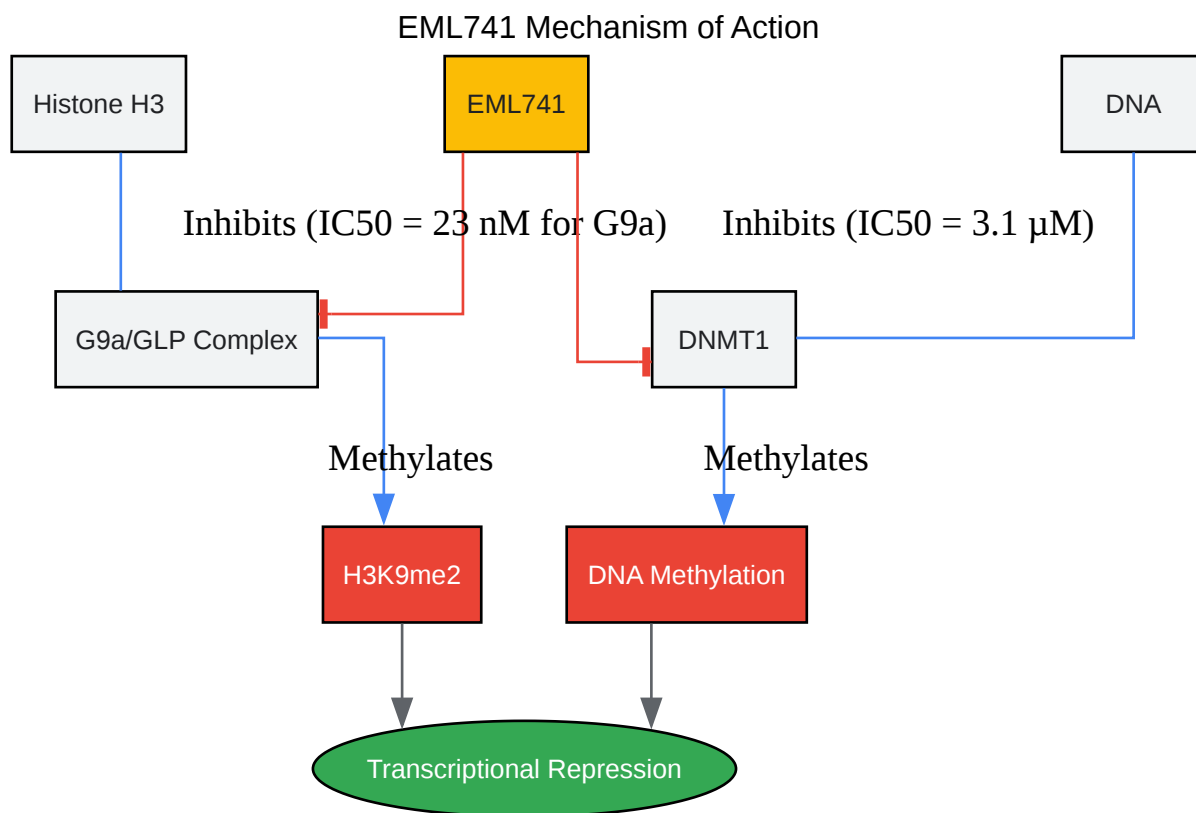 EML741 Mechanism of Action
Histone H3
EML741
DNA
Inhibits (IC50 = 23 nM for G9a)
Inhibits (IC50 = 3.1 µM)
G9a/GLP Complex
DNMT1
Methylates
Methylates
H3K9me2
DNA Methylation
Transcriptional Repression